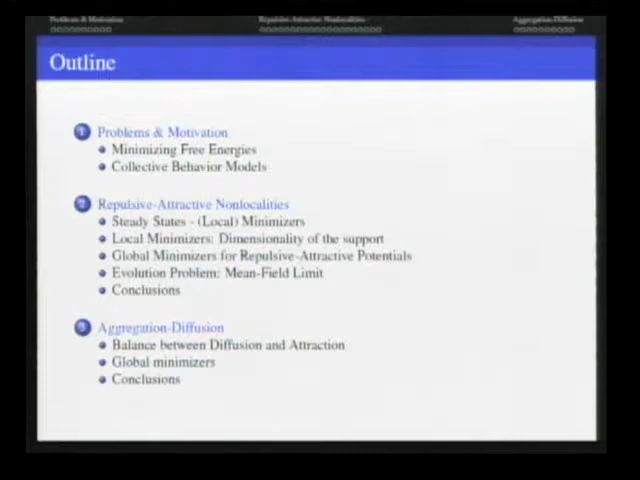 Problems & Motivation
Repulsive-Attractive Nonlocalities
Aggregation-Diffusion
Outline
1 Problems & Motivation
Minimizing Free Energies
Collective Behavior Models
2 Repulsive-Attractive Nonlocalities
Steady States - (Local) Minimizers
Local Minimizers: Dimensionality of the support
Global Minimizers for Repulsive-Attractive Potentials
Evolution Problem: Mean-Field Limit
Conclusions
3 Aggregation-Diffusion
Balance between Diffusion and Attraction
Global minimizers
Conclusions